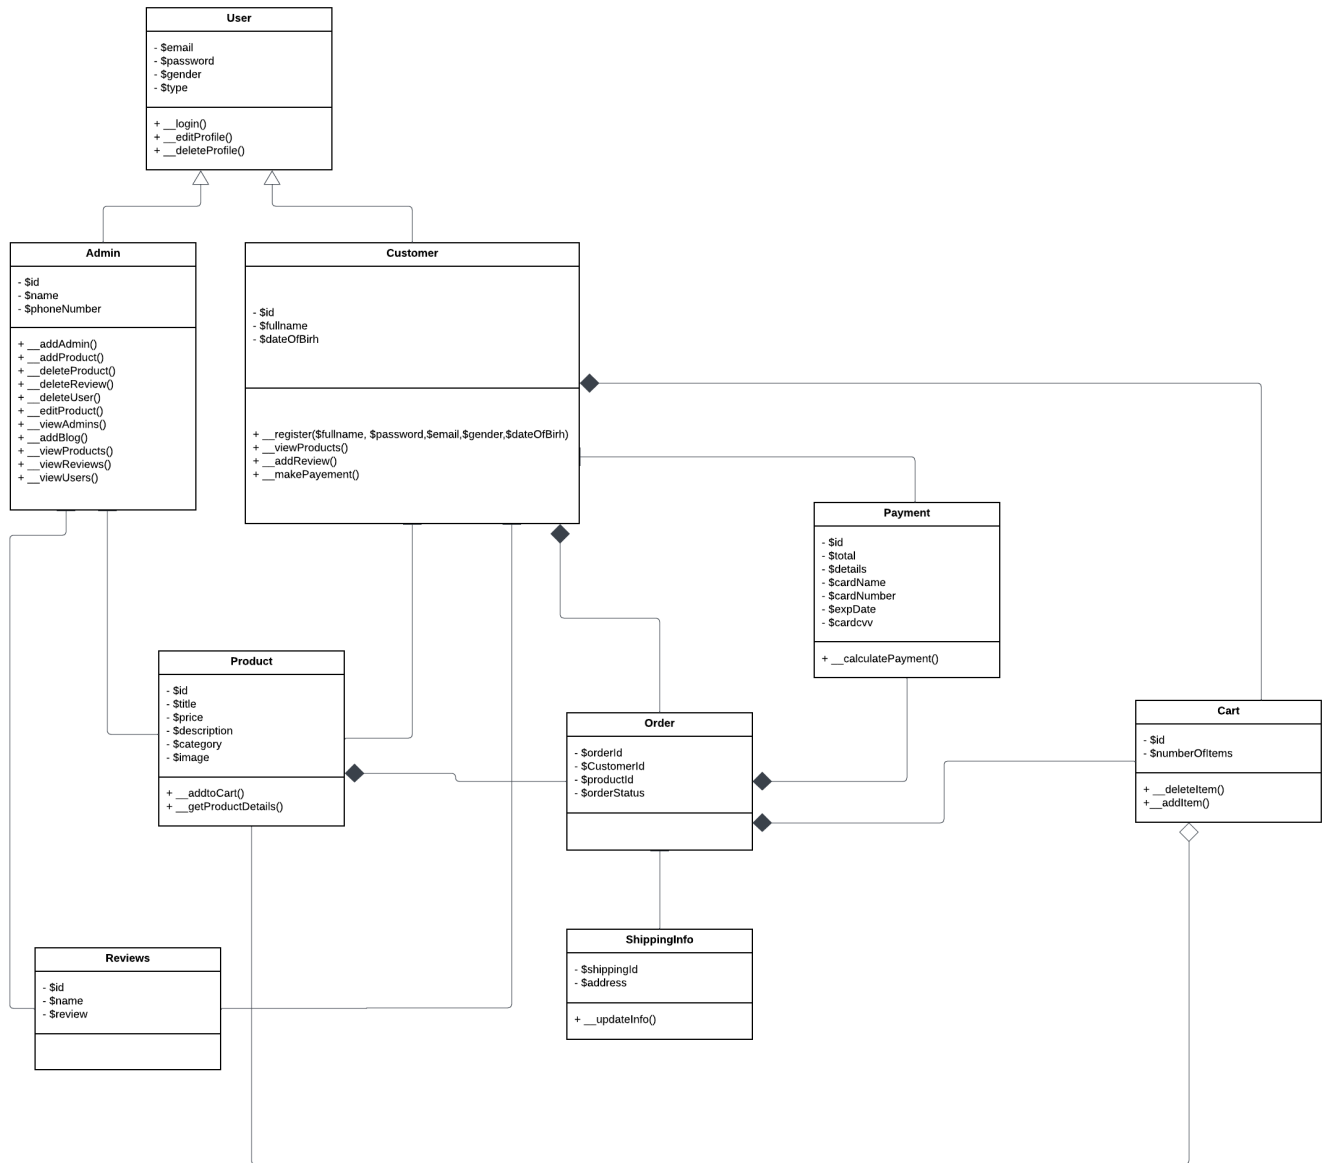 User
- $email
- $password
- $gender
- $type
+ __login()
+ __editProfile()
+ __deleteProfile()
Admin
- $id
- $name
- $phoneNumber
+ __addAdmin()
+ __addProduct()
+ __deleteProduct()
+ __deleteReview()
+ __deleteUser()
+ __editProduct()
+ __viewAdmins()
+ __addBlog()
+ __viewProducts()
+ __viewReviews()
+ __viewUsers()
Customer
- $id
- $fullname
- $dateOfBirh
+ __register($fullname, $password,$email,$gender,$dateOfBirh)
+ __viewProducts()
+ __addReview()
+ __makePayement()
Payment
- $id
- $total
- $details
- $cardName
- $cardNumber
- $expDate
- $cardcvv
+ __calculatePayment()
Product
- $id
- $title
- $price
- $description
- $category
- $image
+ __addtoCart()
+ __getProductDetails()
Order
- $orderId
- $CustomerId
- $productId
- $orderStatus
Cart
- $id
- $numberOfItems
+ __deleteItem()
+__addItem()
Reviews
- $id
- $name
- $review
ShippingInfo
- $shippingId
- $address
+ __updateInfo()